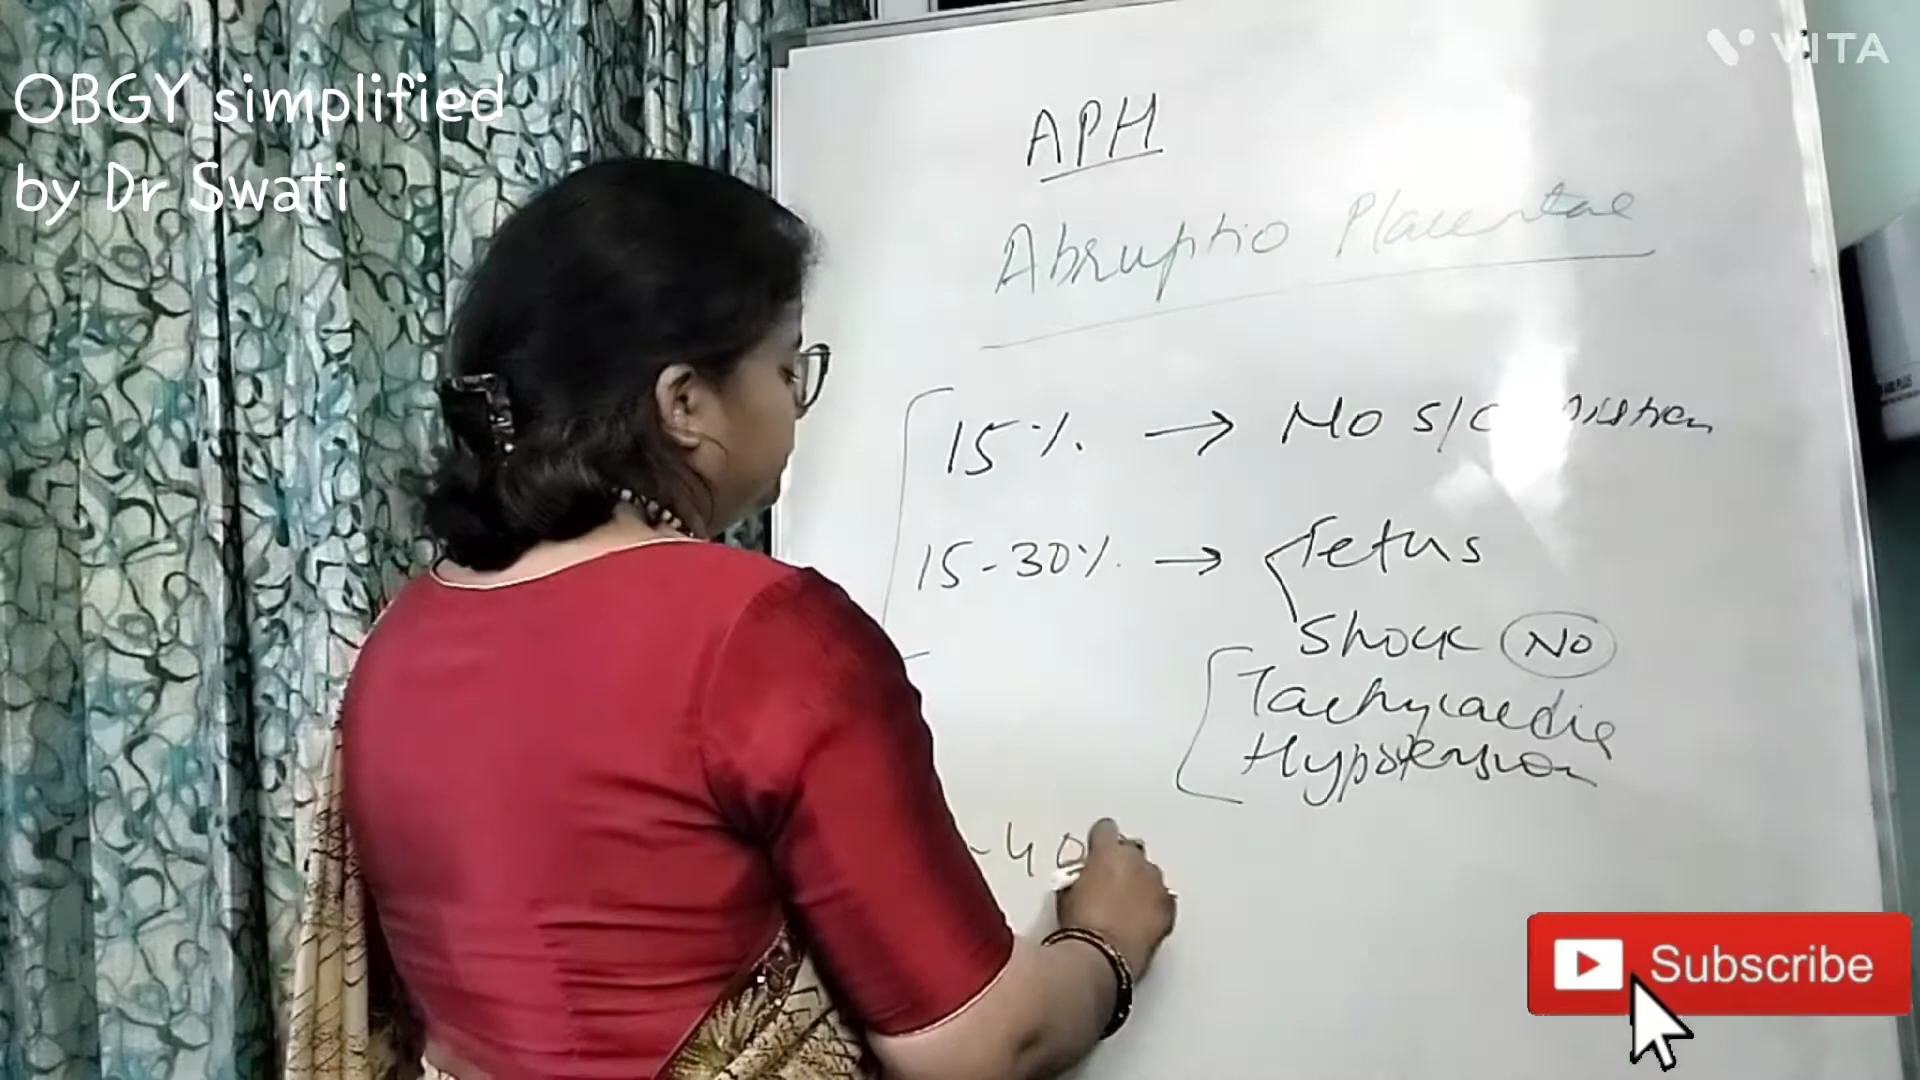 OBGY simplified
by Dr Swati
VITA
APH
Abruptio Placentae
15% → No s/s
15-30% → Fetus
Shock NO
Tachycardia
Hypotension
-40
Subscribe